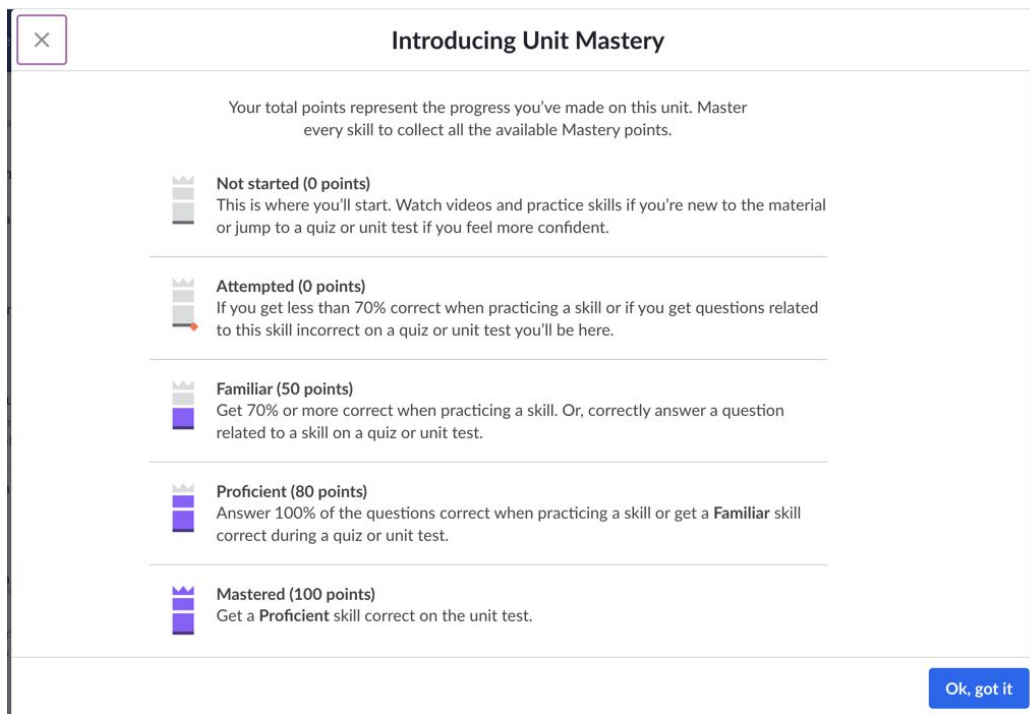 Introducing Unit Mastery
Your total points represent the progress you've made on this unit. Master
every skill to collect all the available Mastery points.
Not started (0 points)
This is where you'll start. Watch videos and practice skills if you're new to the material
or jump to a quiz or unit test if you feel more confident.
Attempted (0 points)
If you get less than 70% correct when practicing a skill or if you get questions related
to this skill incorrect on a quiz or unit test you'll be here.
Familiar (50 points)
Get 70% or more correct when practicing a skill. Or, correctly answer a question
related to a skill on a quiz or unit test.
Proficient (80 points)
Answer 100% of the questions correct when practicing a skill or get a Familiar skill
correct during a quiz or unit test.
Mastered (100 points)
Get a Proficient skill correct on the unit test.
Ok, got it